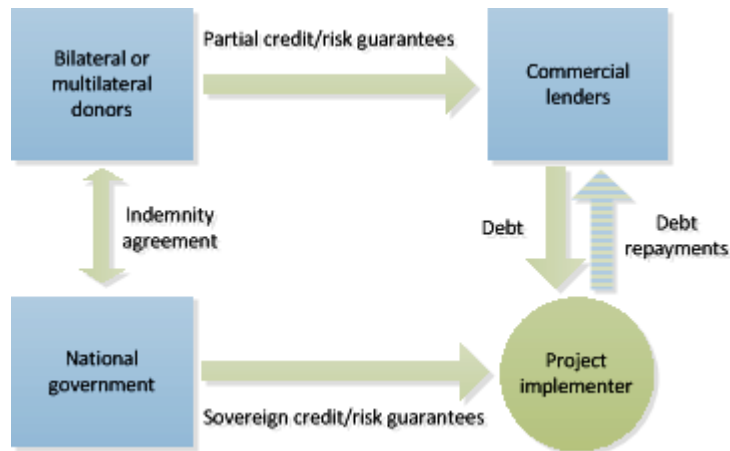 Partial credit/risk guarantees
Bilateral or
multilateral
donors
Commercial
lenders
Indemnity
agreement
Debt
Debt
repayments
National
government
Project
implementer
Sovereign credit/risk guarantees